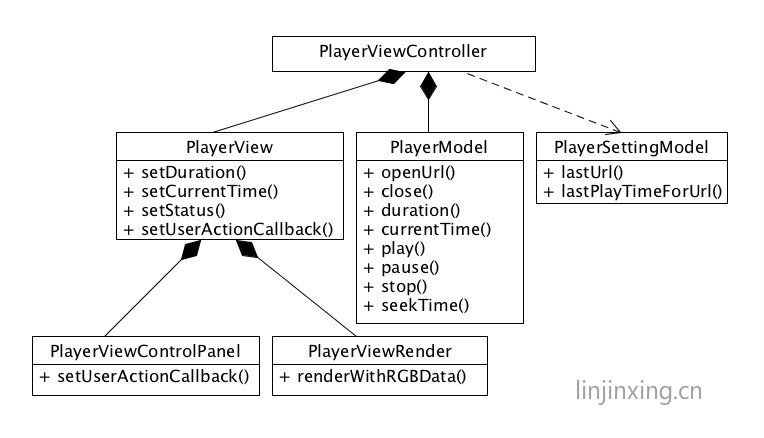 PlayerViewController
PlayerView
+ setDuration()
+ setCurrentTime()
+ setStatus()
+ setUserActionCallback()
PlayerModel
+ openUrl()
+ close()
+ duration()
+ currentTime()
+ play()
+ pause()
+ stop()
+ seekTime()
PlayerSettingModel
+ lastUrl()
+ lastPlayTimeForUrl()
PlayerViewControlPanel
+ setUserActionCallback()
PlayerViewRender
+ renderWithRGBData()
linjinxing.cn